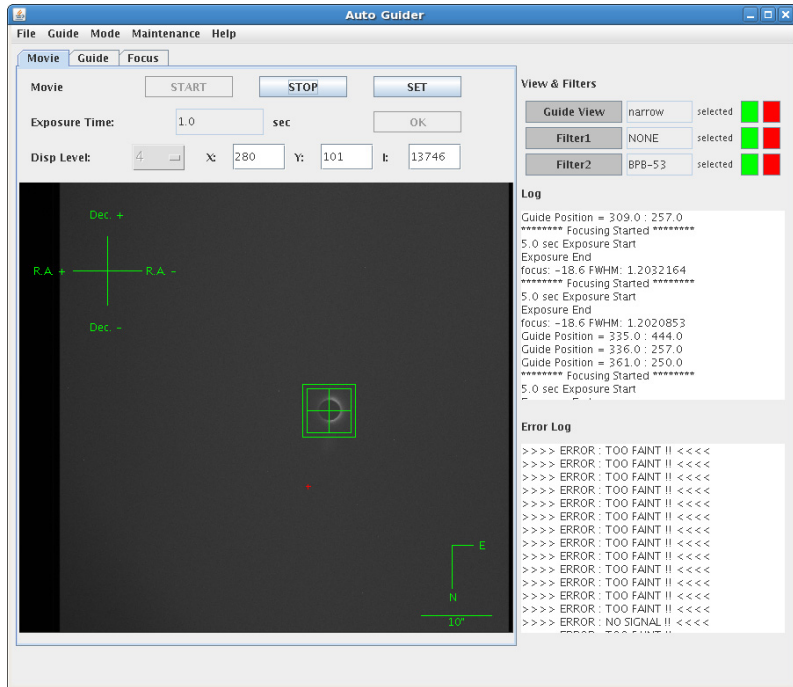 Auto Guider
File Guide Mode Maintenance Help
Movie Guide Focus
Movie START STOP SET
Exposure Time: 1.0 sec OK
Disp Level: 4 X: 280 Y: 101 I: 13746
Dec. +
R.A. + R.A. -
Dec. -
E
N
10"
View & Filters
Guide View narrow selected
Filter1 NONE selected
Filter2 BPB-53 selected
Log
Guide Position = 309.0 : 257.0
******** Focusing Started ********
5.0 sec Exposure Start
Exposure End
focus: -18.6 FWHM: 1.2032164
******** Focusing Started ********
5.0 sec Exposure Start
Exposure End
focus: -18.6 FWHM: 1.2020853
Guide Position = 335.0 : 444.0
Guide Position = 336.0 : 257.0
Guide Position = 361.0 : 250.0
******** Focusing Started ********
5.0 sec Exposure Start
Error Log
>>>> ERROR : TOO FAINT !! <<<<
>>>> ERROR : TOO FAINT !! <<<<
>>>> ERROR : TOO FAINT !! <<<<
>>>> ERROR : TOO FAINT !! <<<<
>>>> ERROR : TOO FAINT !! <<<<
>>>> ERROR : TOO FAINT !! <<<<
>>>> ERROR : TOO FAINT !! <<<<
>>>> ERROR : TOO FAINT !! <<<<
>>>> ERROR : TOO FAINT !! <<<<
>>>> ERROR : TOO FAINT !! <<<<
>>>> ERROR : TOO FAINT !! <<<<
>>>> ERROR : TOO FAINT !! <<<<
>>>> ERROR : TOO FAINT !! <<<<
>>>> ERROR : NO SIGNAL !! <<<<